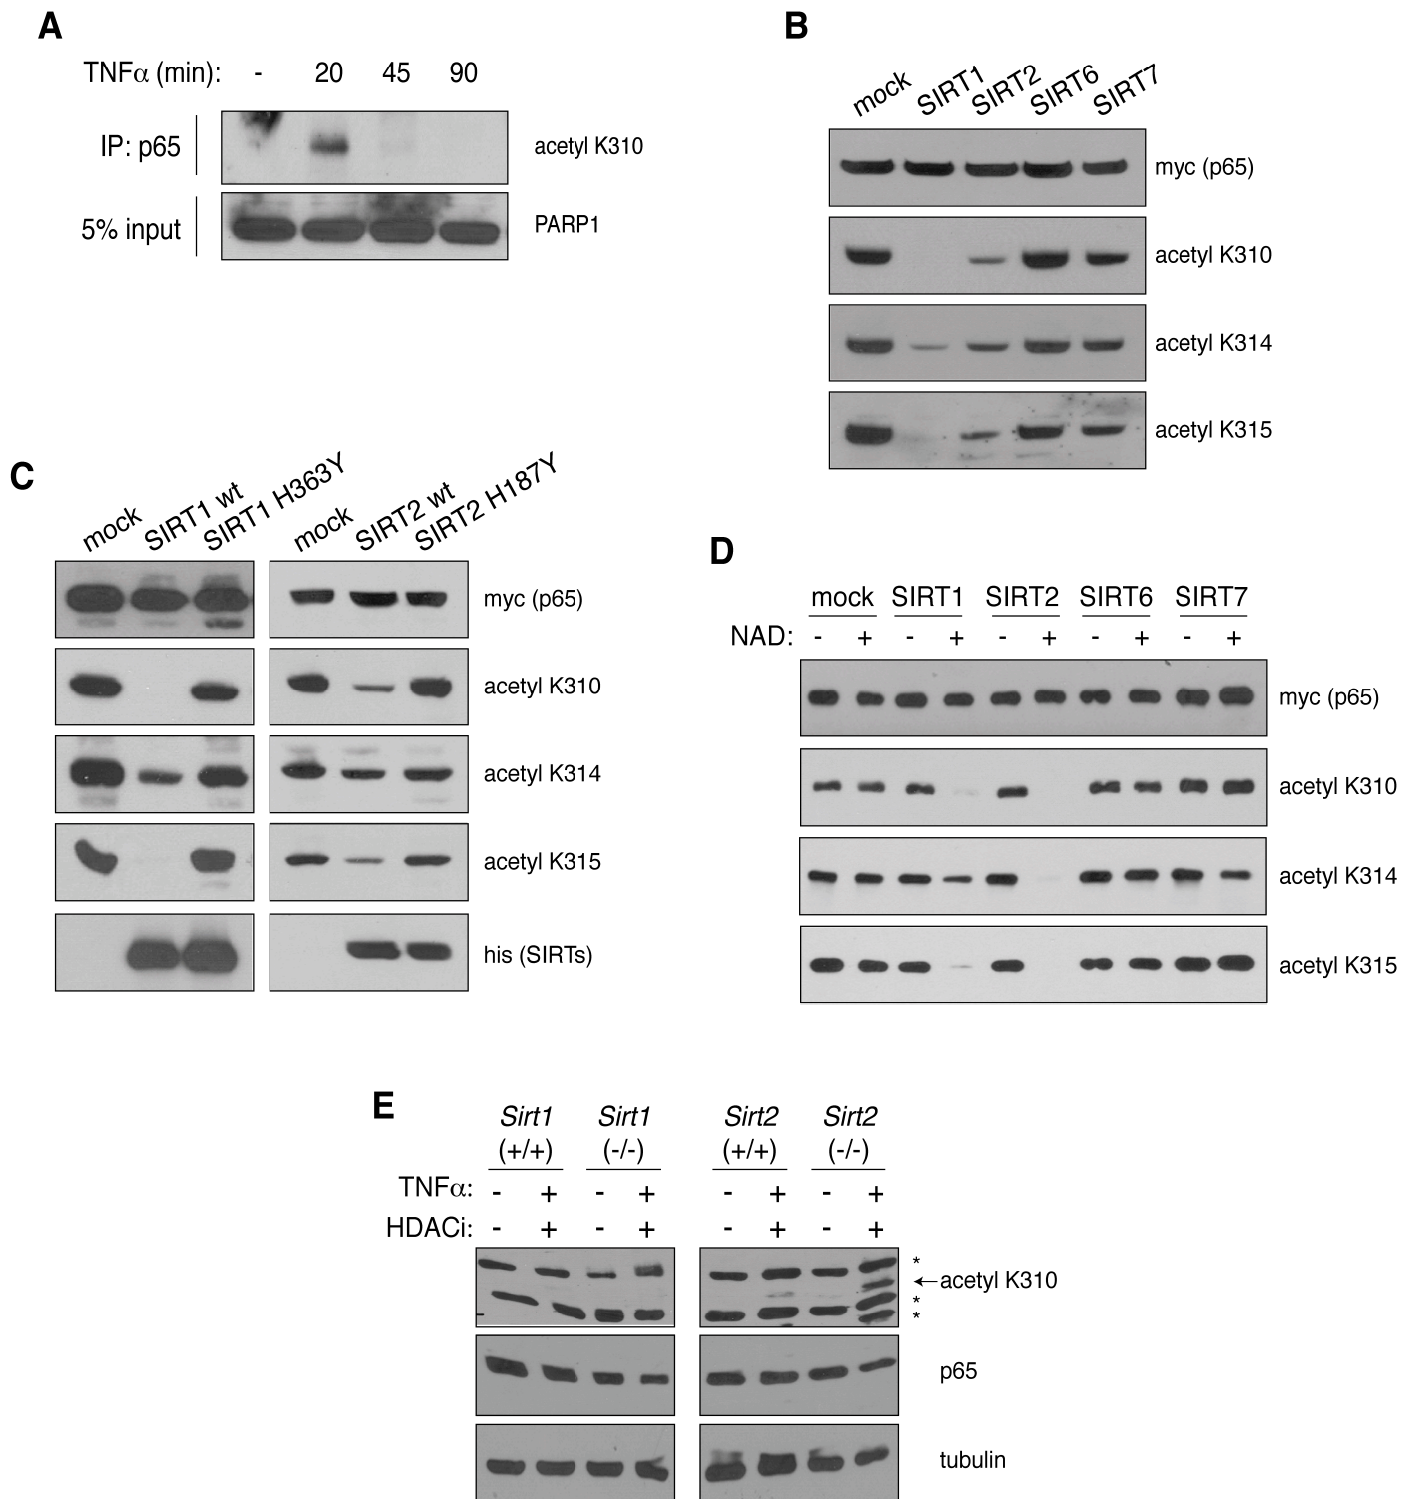 A
TNFα (min): - 20 45 90
IP: p65
acetyl K310
5% input
PARP1
B
mock SIRT1 SIRT2 SIRT6 SIRT7
myc (p65)
acetyl K310
acetyl K314
acetyl K315
C
mock SIRT1 wt SIRT1 H363Y mock SIRT2 wt SIRT2 H187Y
myc (p65)
acetyl K310
acetyl K314
acetyl K315
his (SIRTs)
D
mock SIRT1 SIRT2 SIRT6 SIRT7
NAD: - + - + - + - + - +
myc (p65)
acetyl K310
acetyl K314
acetyl K315
E
Sirt1 Sirt1 Sirt2 Sirt2
(+/+) (-/-) (+/+) (-/-)
TNFα: - + - + - + - +
HDACi: - + - + - + - +
*
←acetyl K310
*
*
p65
tubulin